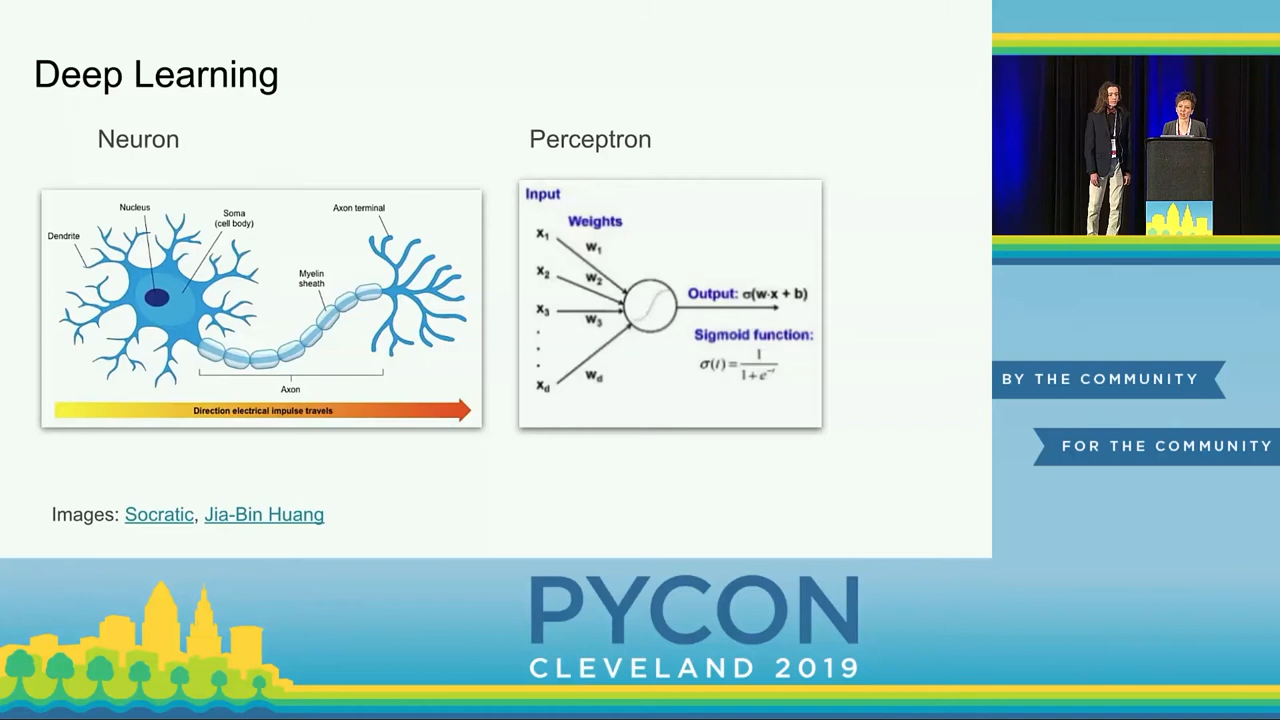 Deep Learning
Neuron
Perceptron
Nucleus
Soma
(cell body)
Axon terminal
Dendrite
Myelin
sheath
Axon
Direction electrical impulse travels
Input
Weights
x₁
w₁
x₂
w₂
x₃
w₃
.
.
.
x_d
w_d
Output: σ(w·x + b)
Sigmoid function:
σ(t) = 1 / (1+e⁻ᵗ)
Images: Socratic, Jia-Bin Huang
BY THE COMMUNITY
FOR THE COMMUNITY
PYCON
CLEVELAND 2019